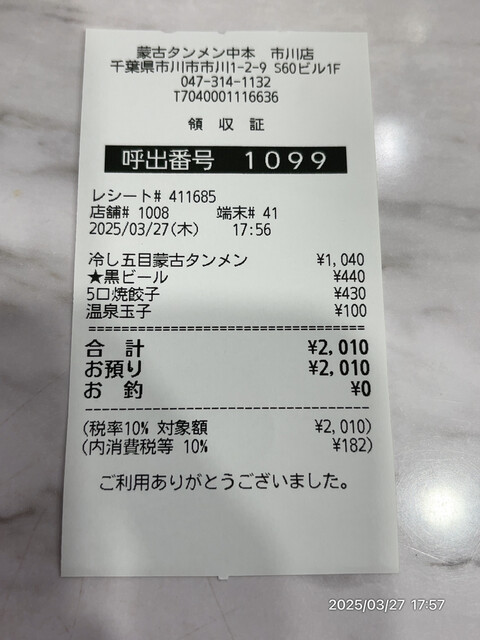 蒙古タンメン中本　市川店
千葉県市川市市川1-2-9 S60ビル1F
047-314-1132
T7040001116636
領 収 証
呼出番号　1099
レシート# 411685
店舗# 1008　　端末# 41
2025/03/27(木)　　17:56
冷し五目蒙古タンメン　¥1,040
★黒ビール　¥440
5口焼餃子　¥430
温泉玉子　¥100
合　計　¥2,010
お預り　¥2,010
お　釣　¥0
(税率10% 対象額　¥2,010)
(内消費税等 10%　¥182)
ご利用ありがとうございました。
2025/03/27 17:57